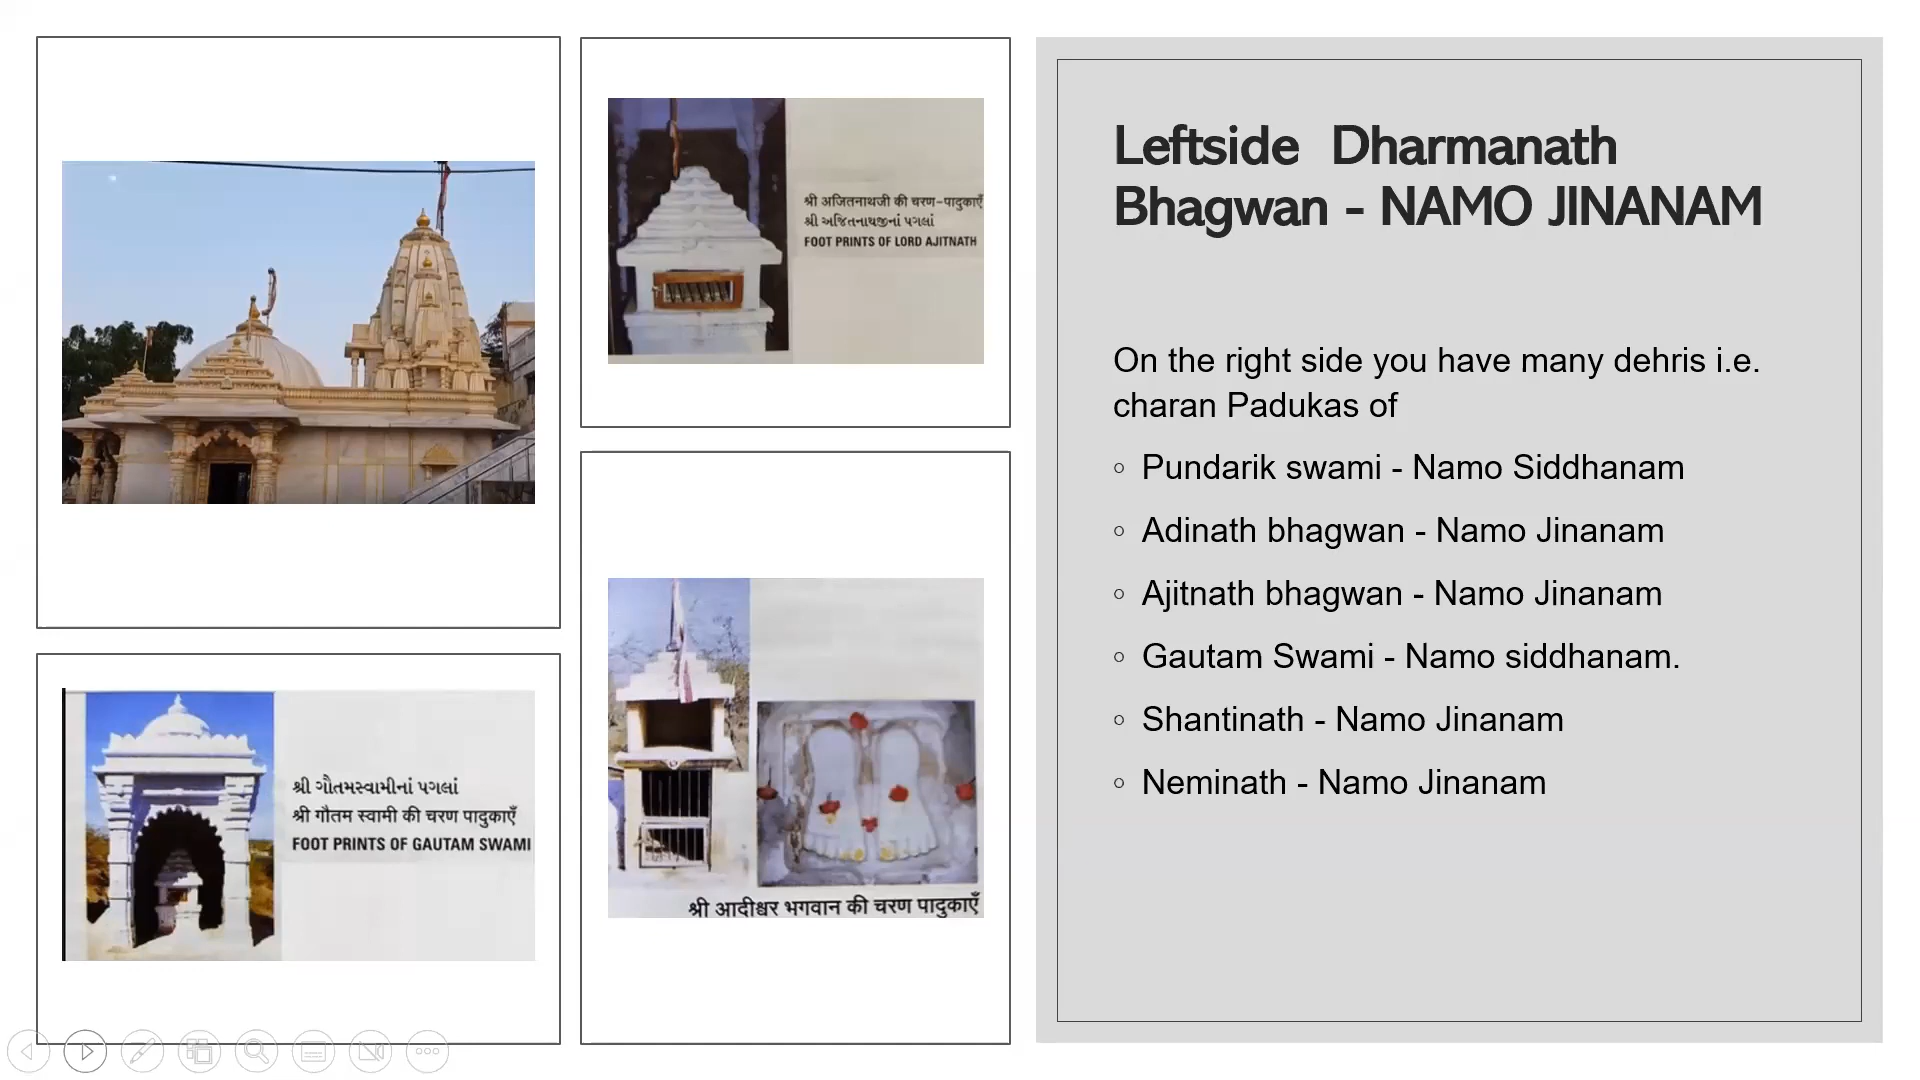 श्री अजितनाथजी की चरण-पादुकाएँ
શ્રી અજિતનાથજીનાં પગલાં
FOOT PRINTS OF LORD AJITNATH
શ્રી ગૌતમસ્વામીનાં પગલાં
श्री गौतम स्वामी की चरण पादुकाएँ
FOOT PRINTS OF GAUTAM SWAMI
श्री आदीश्वर भगवान की चरण पादुकाएँ
Leftside Dharmanath
Bhagwan - NAMO JINANAM
On the right side you have many dehris i.e.
charan Padukas of
◦ Pundarik swami - Namo Siddhanam
◦ Adinath bhagwan - Namo Jinanam
◦ Ajitnath bhagwan - Namo Jinanam
◦ Gautam Swami - Namo siddhanam.
◦ Shantinath - Namo Jinanam
◦ Neminath - Namo Jinanam